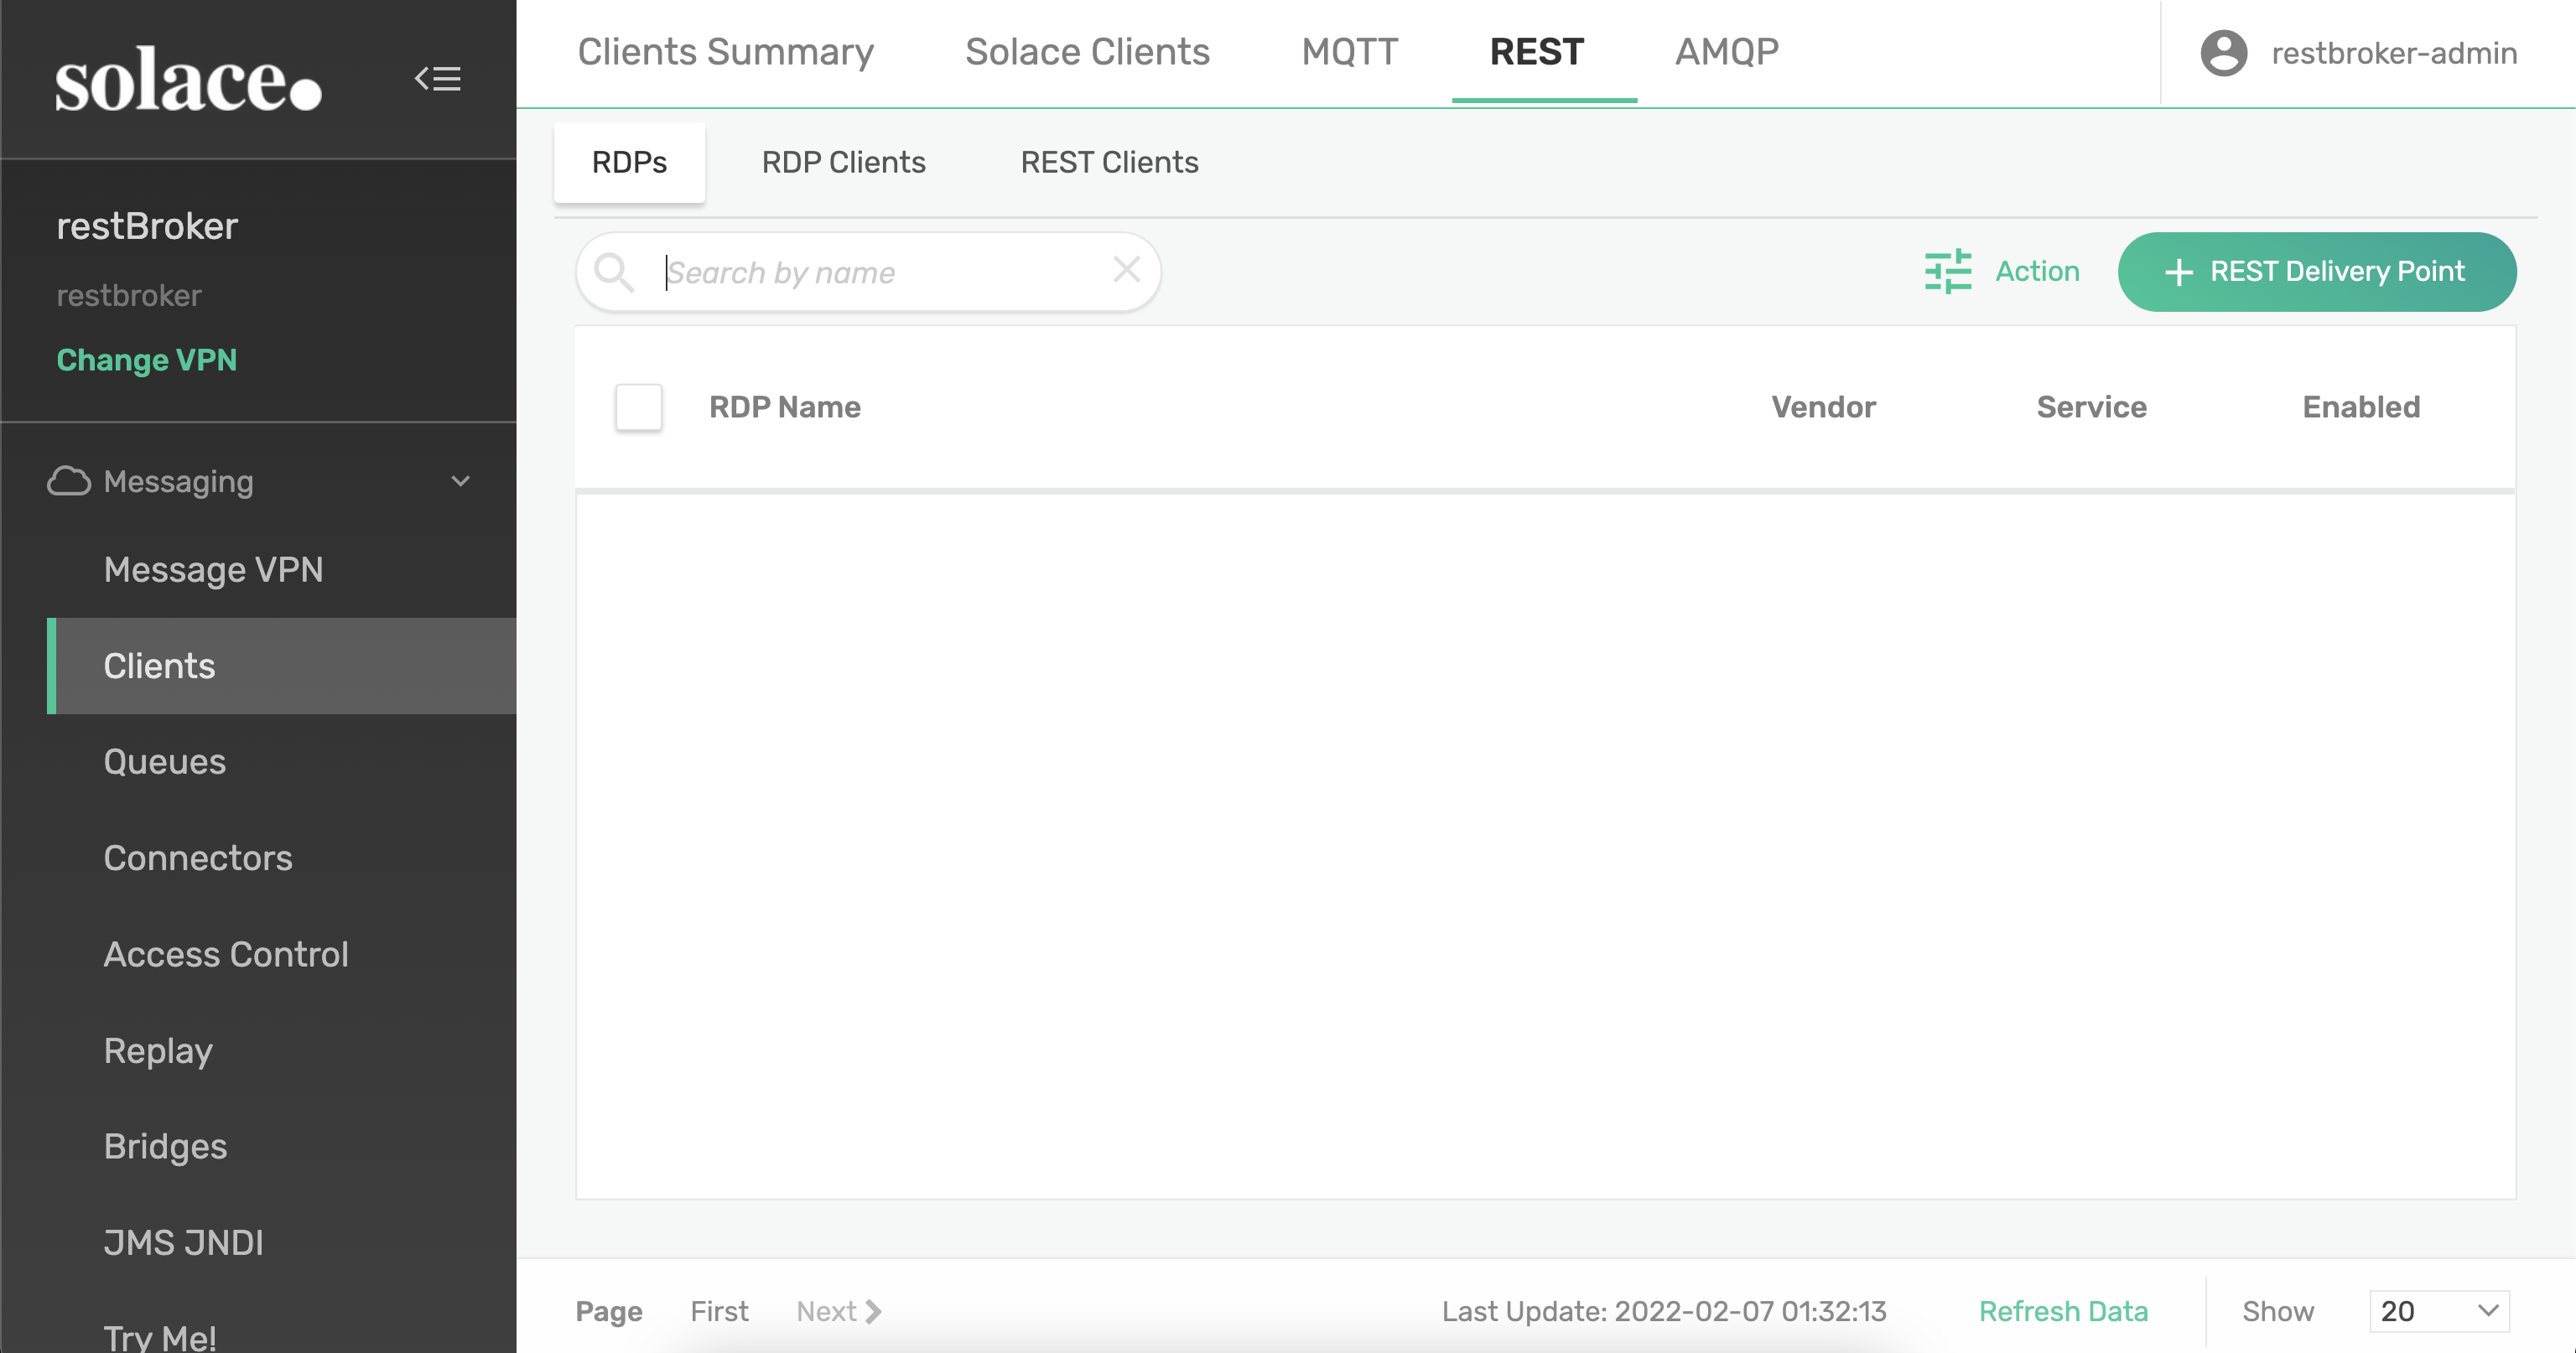 solace
restBroker
restbroker
Change VPN
Messaging
Message VPN
Clients
Queues
Connectors
Access Control
Replay
Bridges
JMS JNDI
Try Me!
Clients Summary Solace Clients MQTT REST AMQP
restbroker-admin
RDPs RDP Clients REST Clients
Search by name
Action + REST Delivery Point
RDP Name Vendor Service Enabled
Page First Next Last Update: 2022-02-07 01:32:13 Refresh Data Show 20